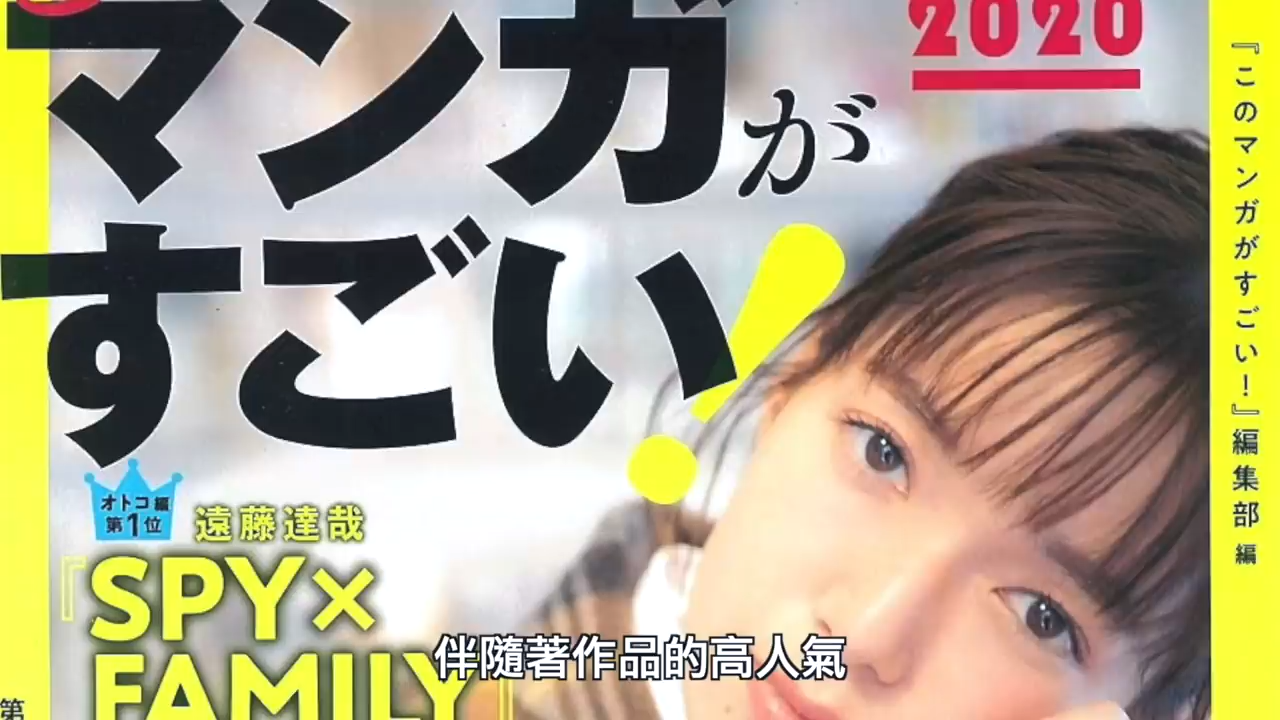 マンガが
すごい!
2020
『このマンガがすごい!』編集部 編
オトコ編
第1位
遠藤達哉
『SPY×
FAMILY』
第
伴隨著作品的高人氣